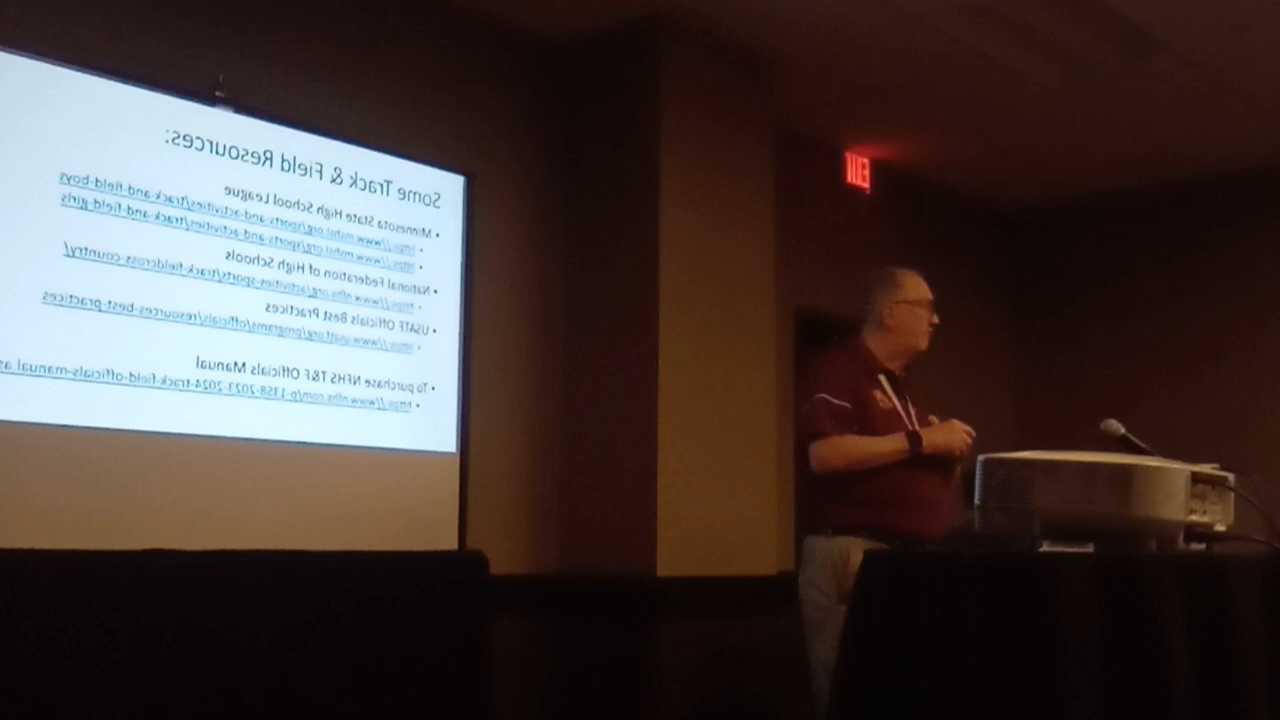 Some Track & Field Resources:
• Minnesota State High School League
• https://www.mshsl.org/sports-and-activities/track-and-field-boys
• https://www.mshsl.org/sports-and-activities/track-and-field-girls
• National Federation of High Schools
• https://www.nfhs.org/activities-sports/track-fieldcross-country/
• USATF Officials Best Practices
• https://www.usatf.org/programs/officials/resources/best-practices
• To purchase NFHS T&F Officials Manual
• https://www.nfhs.com/p/1358-2023-2024-track-field-officials-manual.as
EXIT